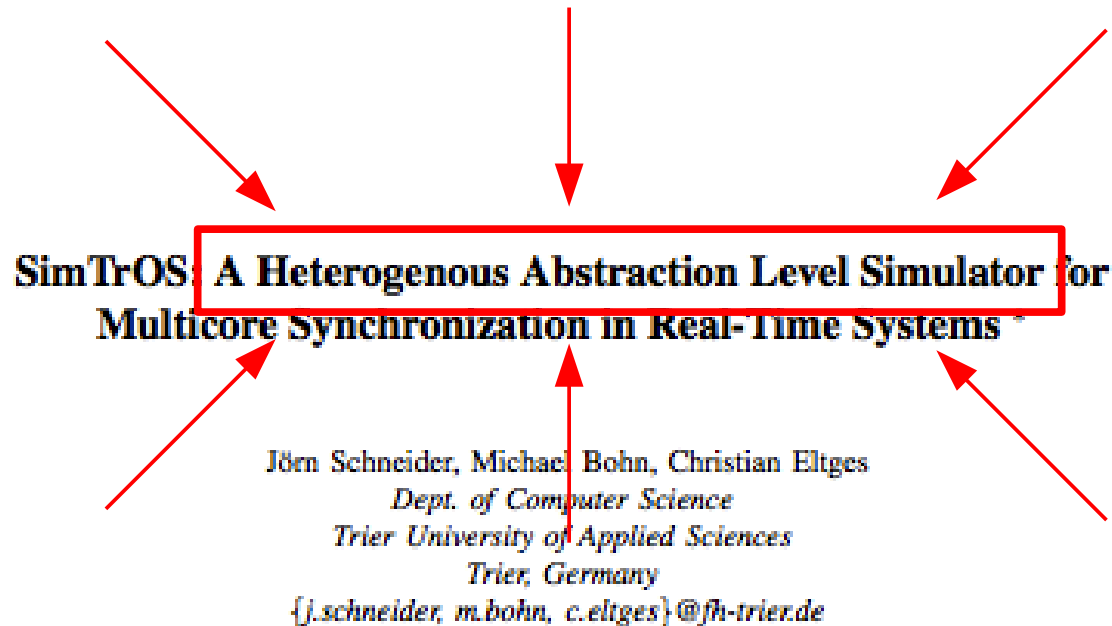 SimTrOS: A Heterogenous Abstraction Level Simulator for
Multicore Synchronization in Real-Time Systems *
Jörn Schneider, Michael Bohn, Christian Eltges
Dept. of Computer Science
Trier University of Applied Sciences
Trier, Germany
{j.schneider, m.bohn, c.eltges}@fh-trier.de